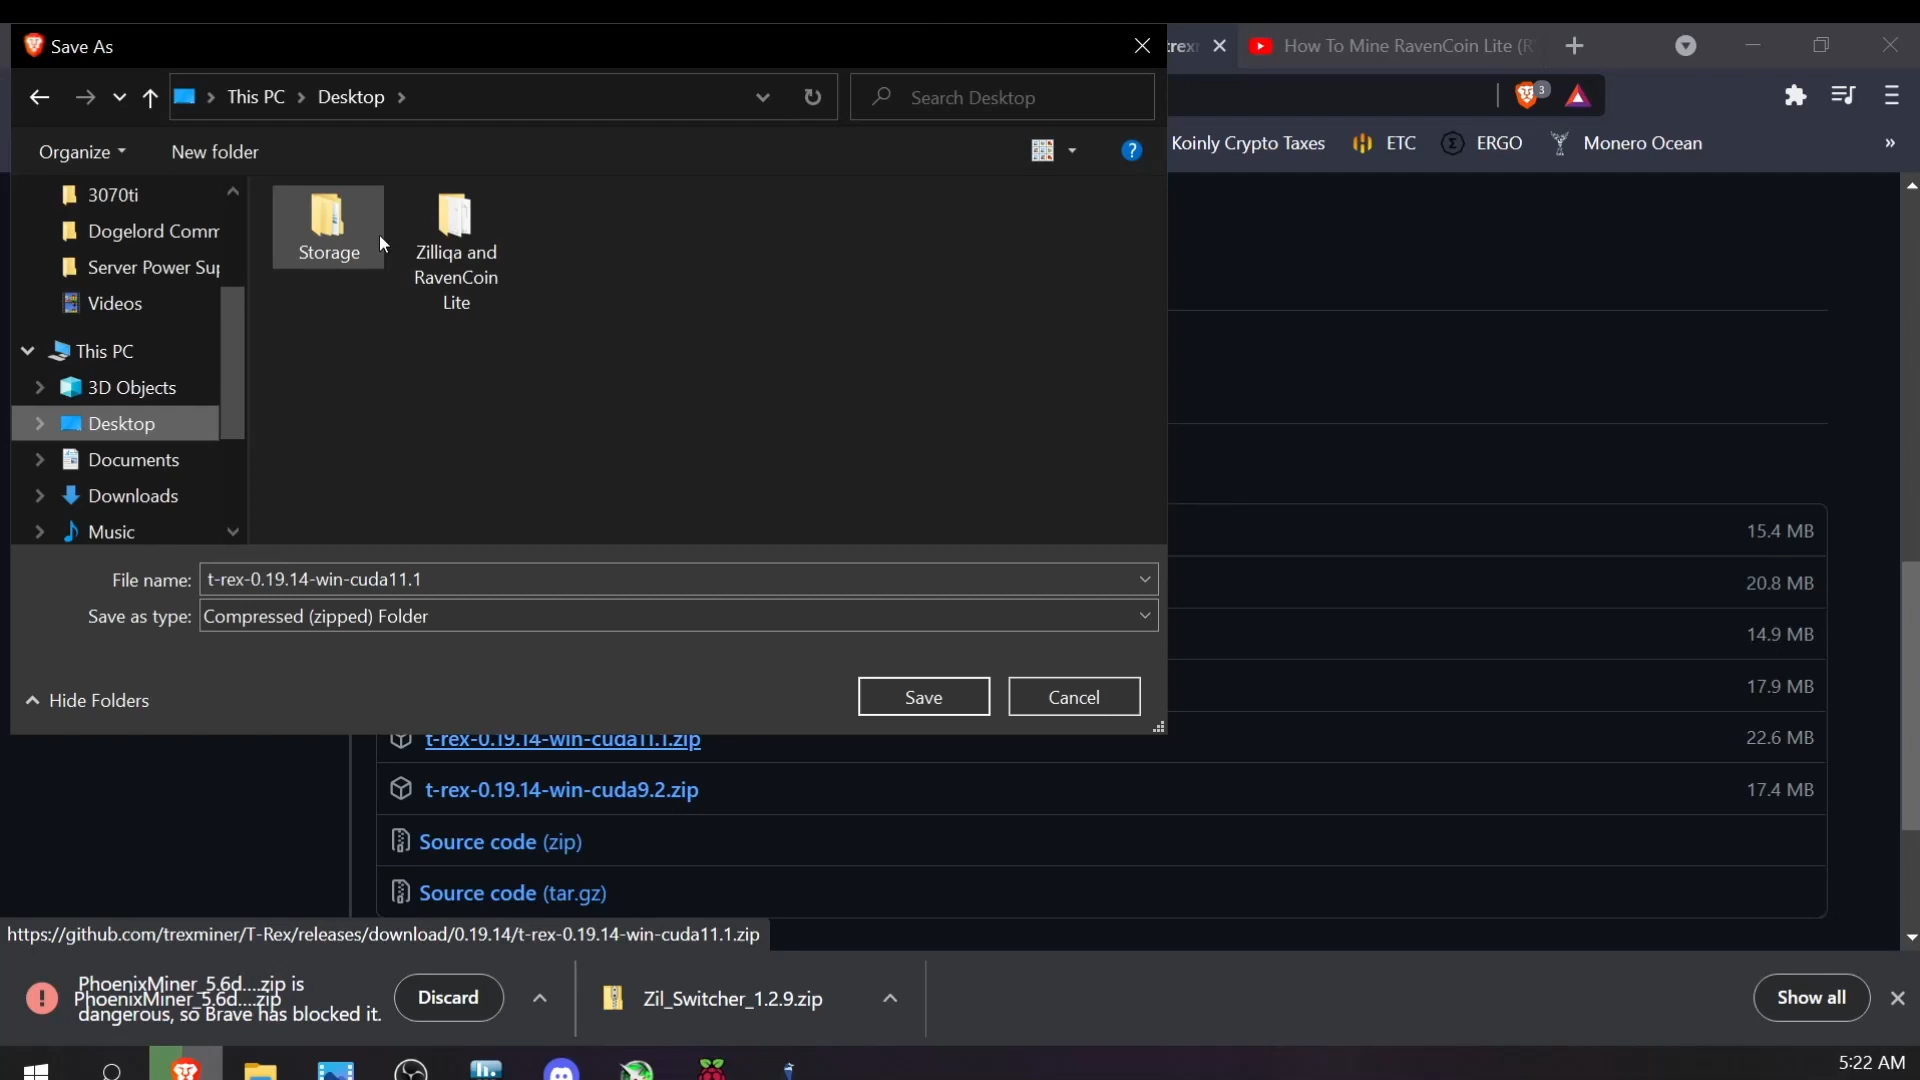 Save As
trex
How To Mine RavenCoin Lite (R
This PC
Desktop
Search Desktop
3
Organize
New folder
?
Koinly Crypto Taxes
ETC
ERGO
Monero Ocean
»
3070ti
Dogelord Comm
Server Power Sup
Videos
This PC
3D Objects
Desktop
Documents
Downloads
Music
Storage
Zilliqa and
RavenCoin
Lite
15.4 MB
20.8 MB
14.9 MB
17.9 MB
File name:
t-rex-0.19.14-win-cuda11.1
Save as type:
Compressed (zipped) Folder
Hide Folders
Save
Cancel
t-rex-0.19.14-win-cuda11.1.zip
22.6 MB
t-rex-0.19.14-win-cuda9.2.zip
17.4 MB
Source code (zip)
Source code (tar.gz)
https://github.com/trexminer/T-Rex/releases/download/0.19.14/t-rex-0.19.14-win-cuda11.1.zip
PhoenixMiner_5.6d....zip is
PhoenixMiner_5.6d....zip
dangerous, so Brave has blocked it.
Discard
Zil_Switcher_1.2.9.zip
Show all
5:22 AM